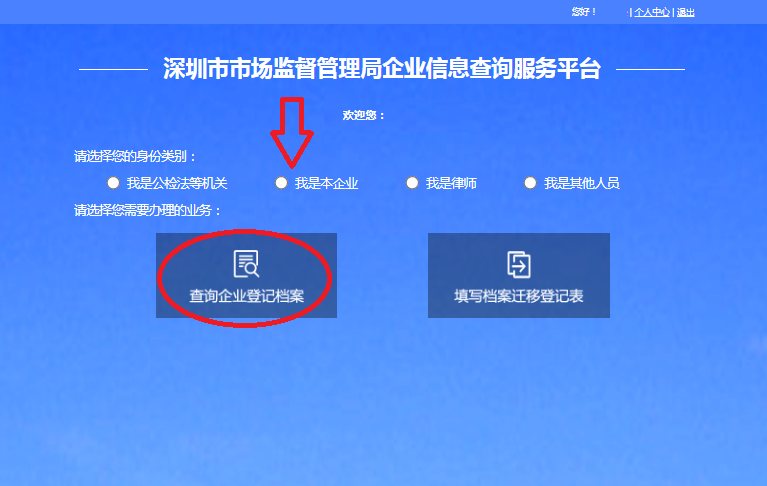 您好！ | 个人中心 | 退出
深圳市市场监督管理局企业信息查询服务平台
欢迎您：
请选择您的身份类别：
我是公检法等机关 我是本企业 我是律师 我是其他人员
请选择您需要办理的业务：
查询企业登记档案 填写档案迁移登记表